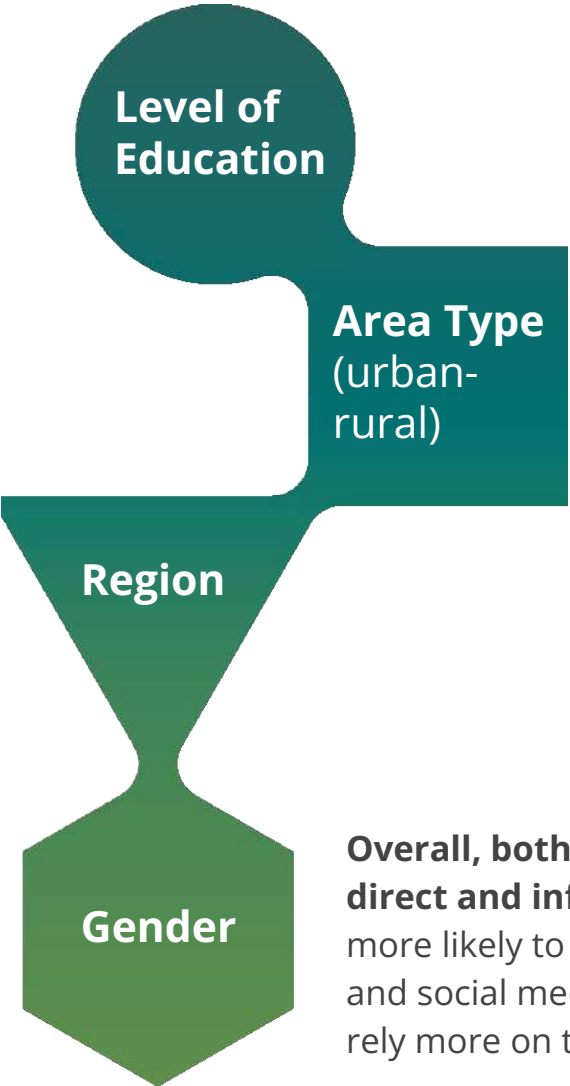 Level of
Education
Area Type
(urban-
rural)
Region
Gender
Overall, both
direct and
more likely to
and social
rely more on